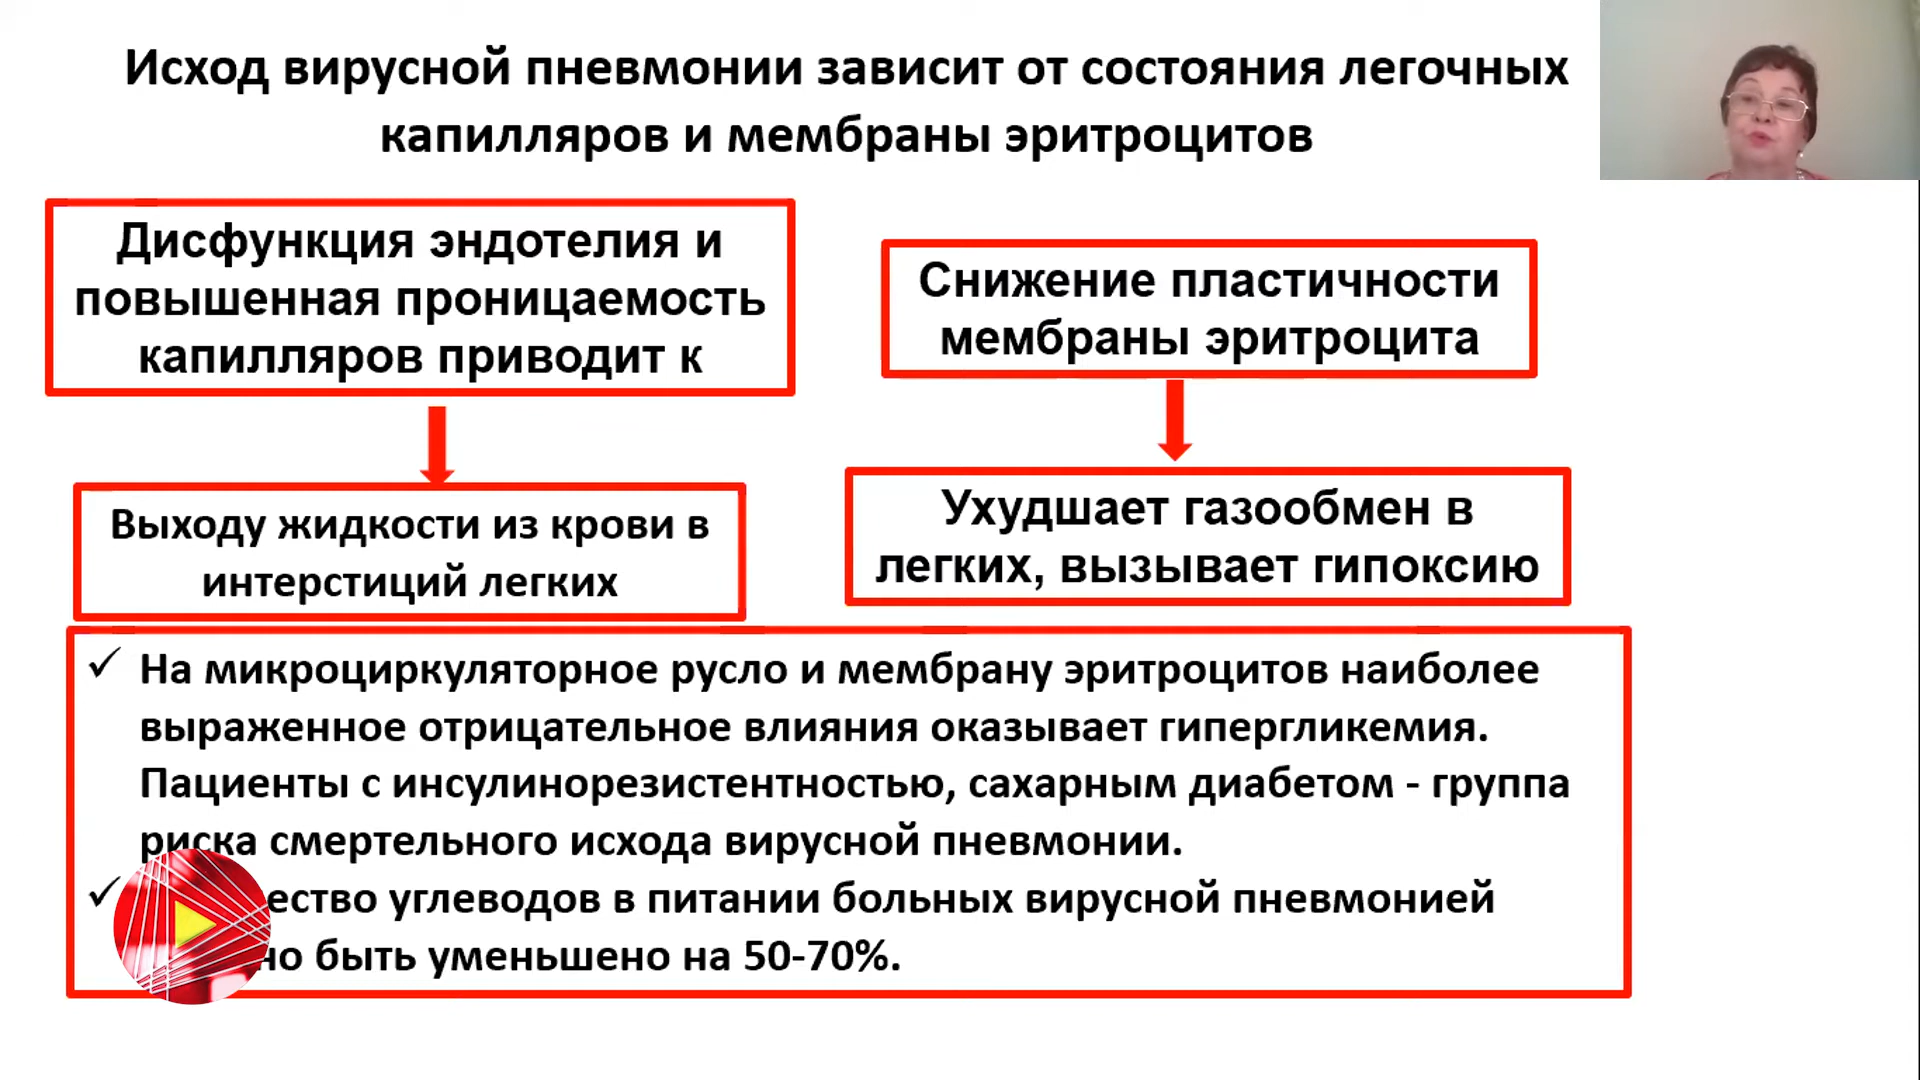 Исход вирусной пневмонии зависит от состояния легочных
капилляров и мембраны эритроцитов
Дисфункция эндотелия и
повышенная проницаемость
капилляров приводит к
Снижение пластичности
мембраны эритроцита
Выходу жидкости из крови в
интерстиций легких
Ухудшает газообмен в
легких, вызывает гипоксию
На микроциркуляторное русло и мембрану эритроцитов наиболее
выраженное отрицательное влияния оказывает гипергликемия.
Пациенты с инсулинорезистентностью, сахарным диабетом - группа
риска смертельного исхода вирусной пневмонии.
углеводов в питании больных вирусной пневмонией
быть уменьшено на 50-70%.